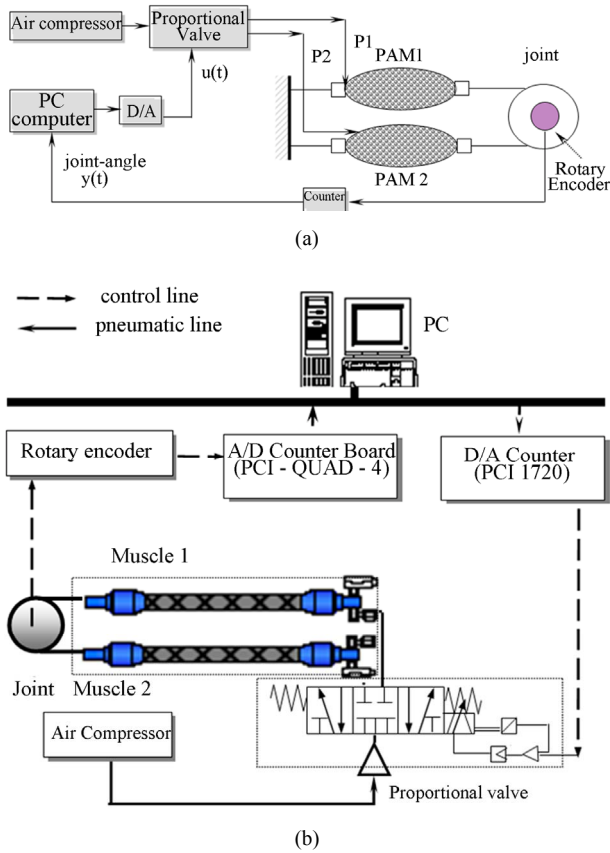 Air compressor
Proportional
Valve
P2
P1
PAM1
joint
u(t)
PC
computer
D/A
joint-angle
y(t)
PAM 2
Rotary
Encoder
Counter
(a)
control line
pneumatic line
PC
Rotary encoder
A/D Counter Board
(PCI - QUAD - 4)
D/A Counter
(PCI 1720)
Muscle 1
Joint
Muscle 2
Air Compressor
Proportional valve
(b)